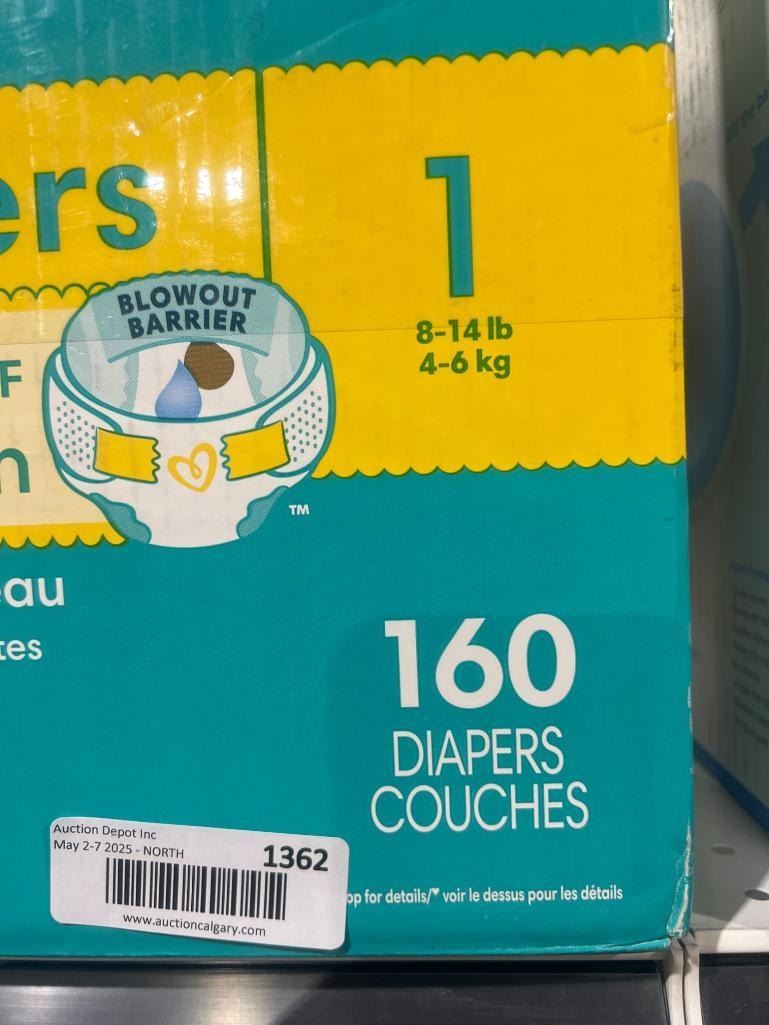 ers
1
8-14 lb
4-6 kg
BLOWOUT
BARRIER
F
n
TM
eau
tes
160
DIAPERS
COUCHES
Auction Depot Inc
May 2-7 2025 - NORTH
1362
www.auctioncalgary.com
op for details/♥ voir le dessus pour les détails